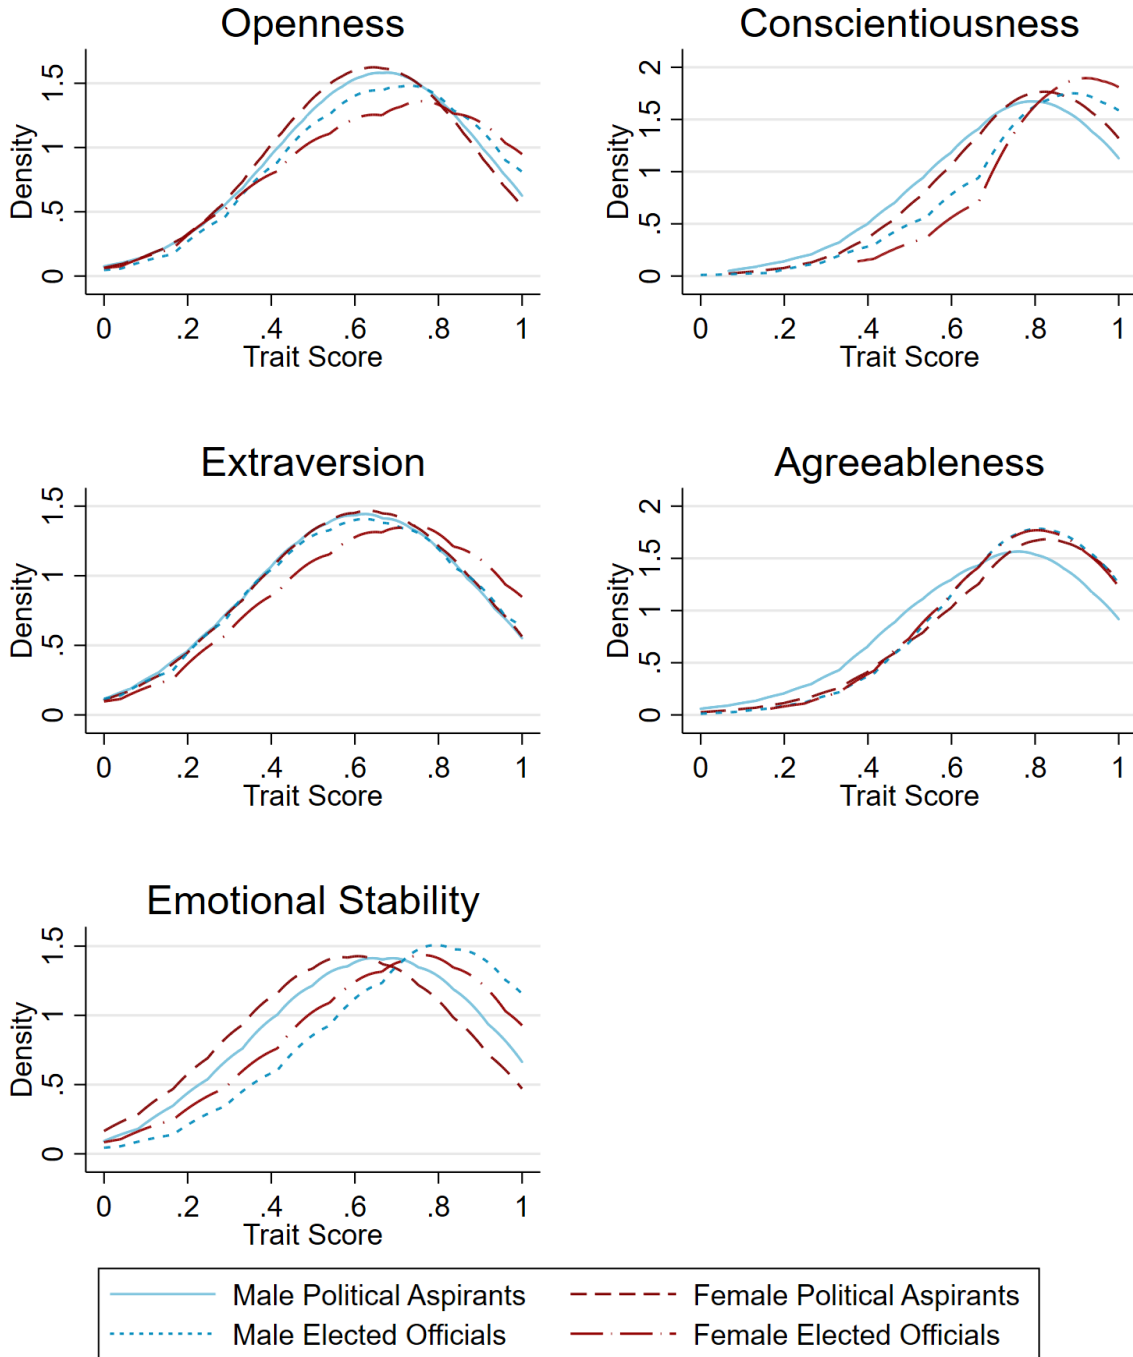 Openness
Density
0 .5 1 1.5
0 .2 .4 .6 .8 1
Trait Score
Conscientiousness
Density
0 .5 1 1.5 2
0 .2 .4 .6 .8 1
Trait Score
Extraversion
Density
0 .5 1 1.5
0 .2 .4 .6 .8 1
Trait Score
Agreeableness
Density
0 .5 1 1.5 2
0 .2 .4 .6 .8 1
Trait Score
Emotional Stability
Density
0 .5 1 1.5
0 .2 .4 .6 .8 1
Trait Score
Male Political Aspirants
Female Political Aspirants
Male Elected Officials
Female Elected Officials